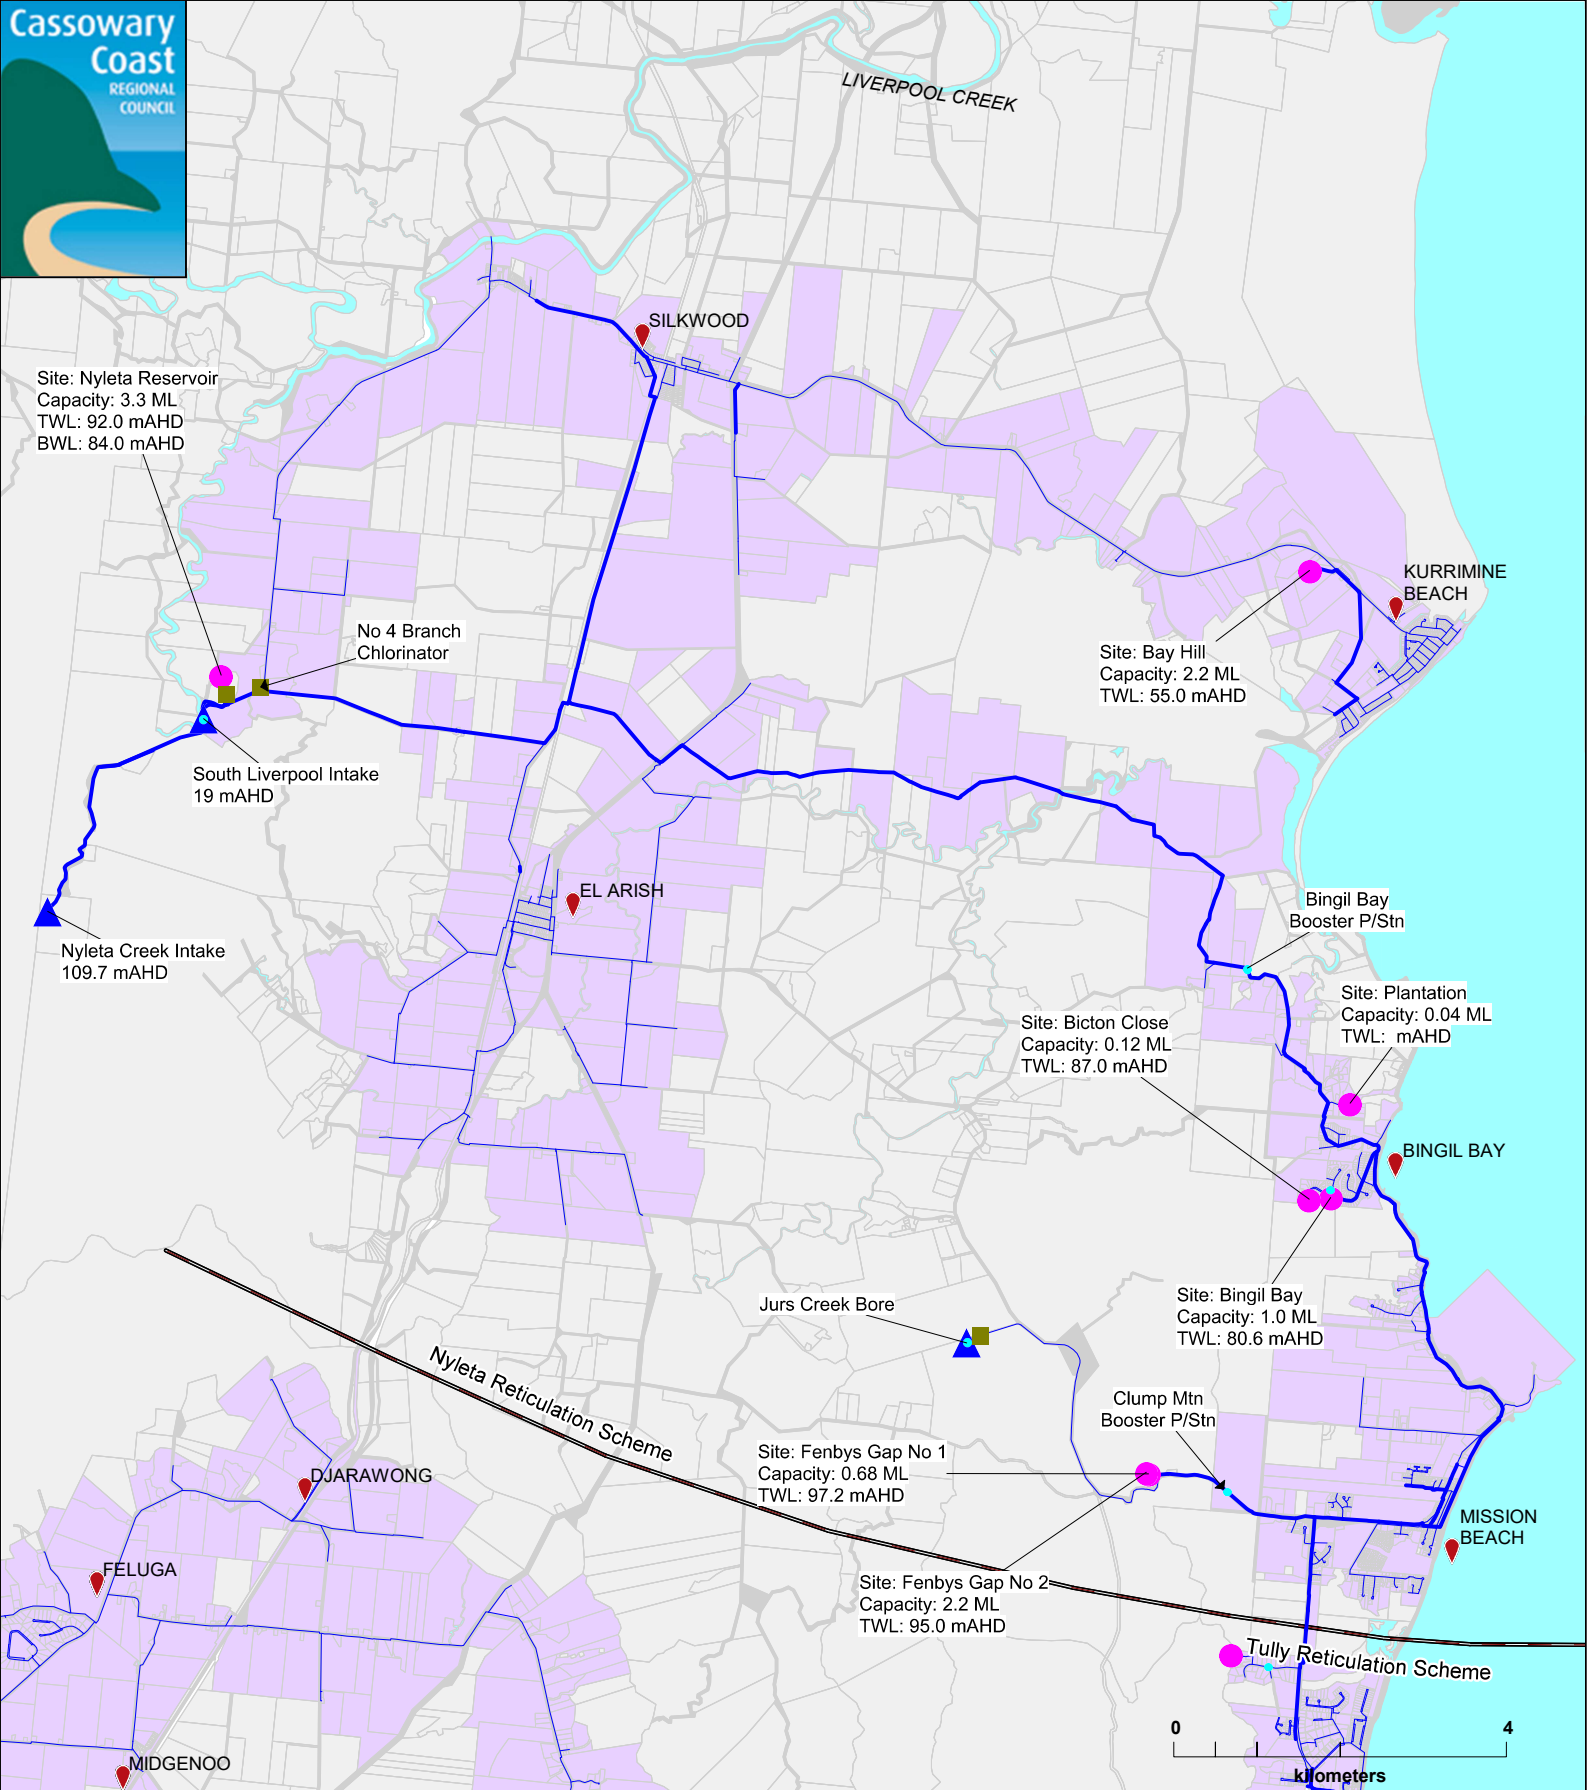 Cassowary
Coast
REGIONAL
COUNCIL
LIVERPOOL CREEK
SILKWOOD
Site: Nyleta Reservoir
Capacity: 3.3 ML
TWL: 92.0 mAHD
BWL: 84.0 mAHD
KURRIMINE
BEACH
No 4 Branch
Chlorinator
Site: Bay Hill
Capacity: 2.2 ML
TWL: 55.0 mAHD
South Liverpool Intake
19 mAHD
EL ARISH
Bingil Bay
Booster P/Stn
Nyleta Creek Intake
109.7 mAHD
Site: Plantation
Capacity: 0.04 ML
TWL:  mAHD
Site: Bicton Close
Capacity: 0.12 ML
TWL: 87.0 mAHD
BINGIL BAY
Jurs Creek Bore
Site: Bingil Bay
Capacity: 1.0 ML
TWL: 80.6 mAHD
Nyleta Reticulation Scheme
Clump Mtn
Booster P/Stn
Site: Fenbys Gap No 1
Capacity: 0.68 ML
TWL: 97.2 mAHD
DJARAWONG
MISSION
BEACH
FELUGA
Site: Fenbys Gap No 2
Capacity: 2.2 ML
TWL: 95.0 mAHD
Tully Reticulation Scheme
0 4
kilometers
MIDGENOO